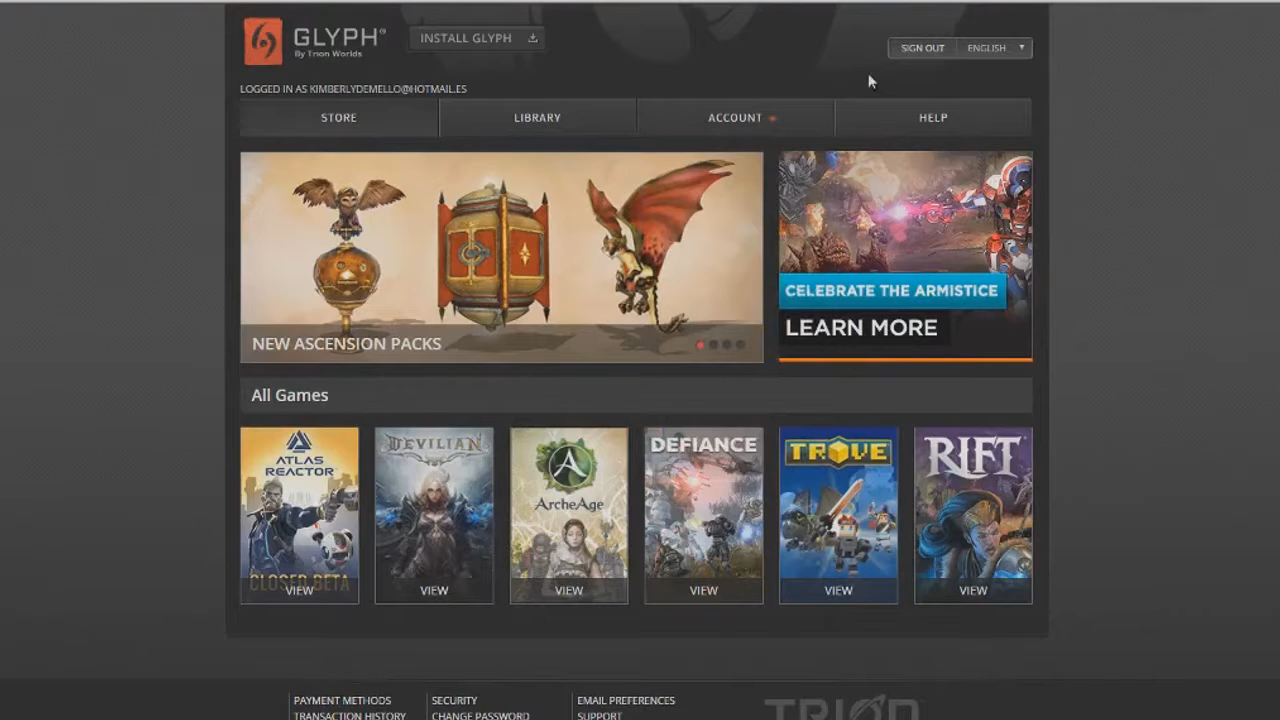 GLYPH®
By Trion Worlds
INSTALL GLYPH
SIGN OUT
ENGLISH
LOGGED IN AS KIMBERLYDEMELLO@HOTMAIL.ES
STORE
LIBRARY
ACCOUNT
HELP
CELEBRATE THE ARMISTICE
LEARN MORE
NEW ASCENSION PACKS
All Games
ATLAS
REACTOR
CLOSED BETA
VIEW
DEVILIAN
VIEW
ArcheAge
VIEW
DEFIANCE
VIEW
TROVE
VIEW
RIFT
VIEW
PAYMENT METHODS
SECURITY
EMAIL PREFERENCES
TRANSACTION HISTORY
CHANGE PASSWORD
SUPPORT
TRION